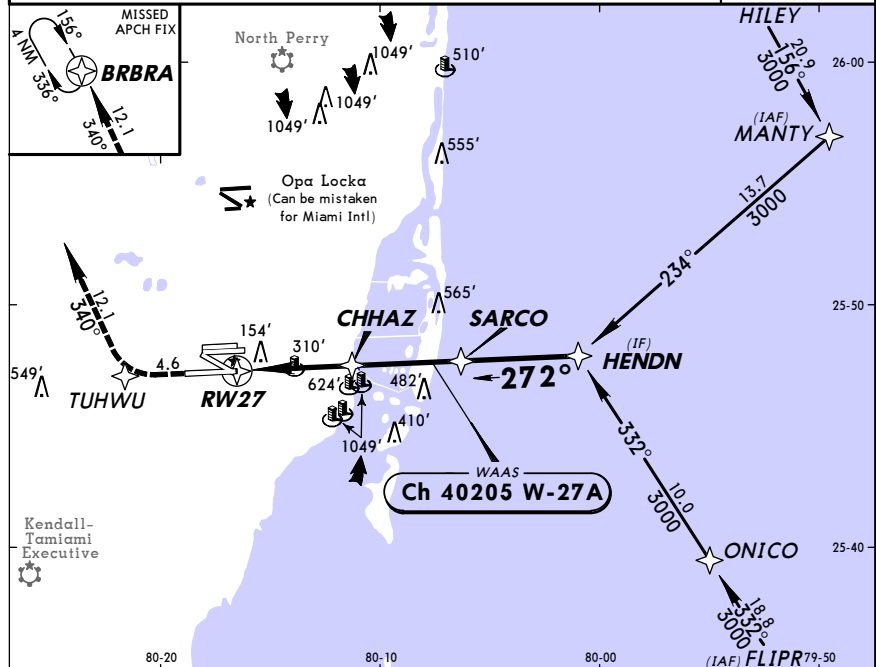 MISSED
APCH FIX
156°
4 NM
336°
BRBRA
12.1
340°
North Perry
1049'
1049'
1049'
510'
555'
HILEY
20.9
156°
3000
26-00
(IAF)
MANTY
13.7
3000
234°
Opa Locka
(Can be mistaken
for Miami Intl)
12.1
340°
565'
25-50
CHHAZ
SARCO
(IF)
HENDN
154'
310'
4.6
549'
TUHWU
RW27
624'
482'
272°
410'
1049'
332°
10.0
3000
WAAS
Ch 40205 W-27A
Kendall-
Tamiami
Executive
ONICO
25-40
18.8
332°
3000
(IAF) FLIPR
80-20
80-10
80-00
79-50